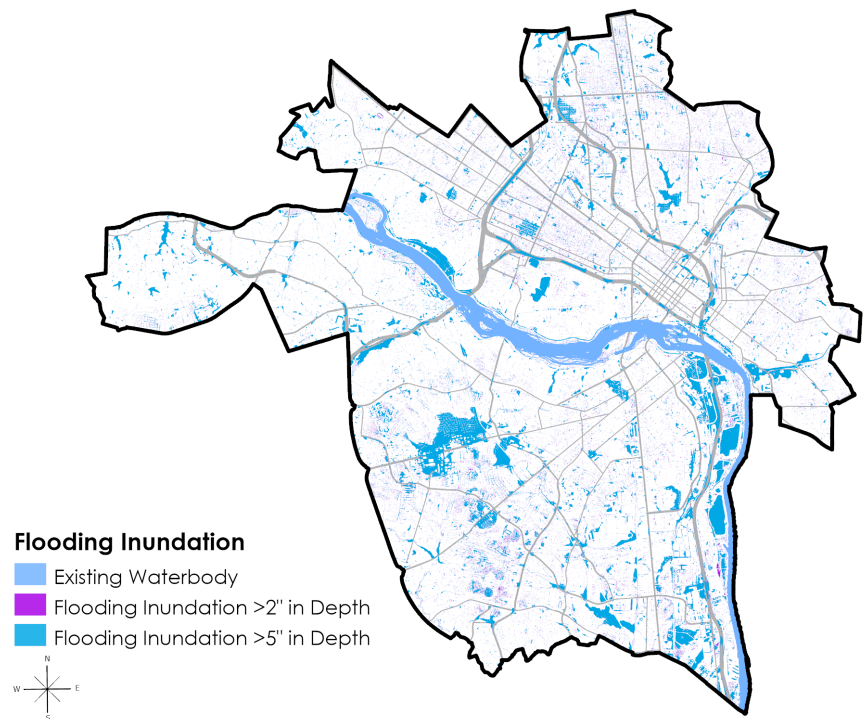 Flooding Inundation
Existing Waterbody
Flooding Inundation >2" in Depth
Flooding Inundation >5" in Depth
N
W E
S